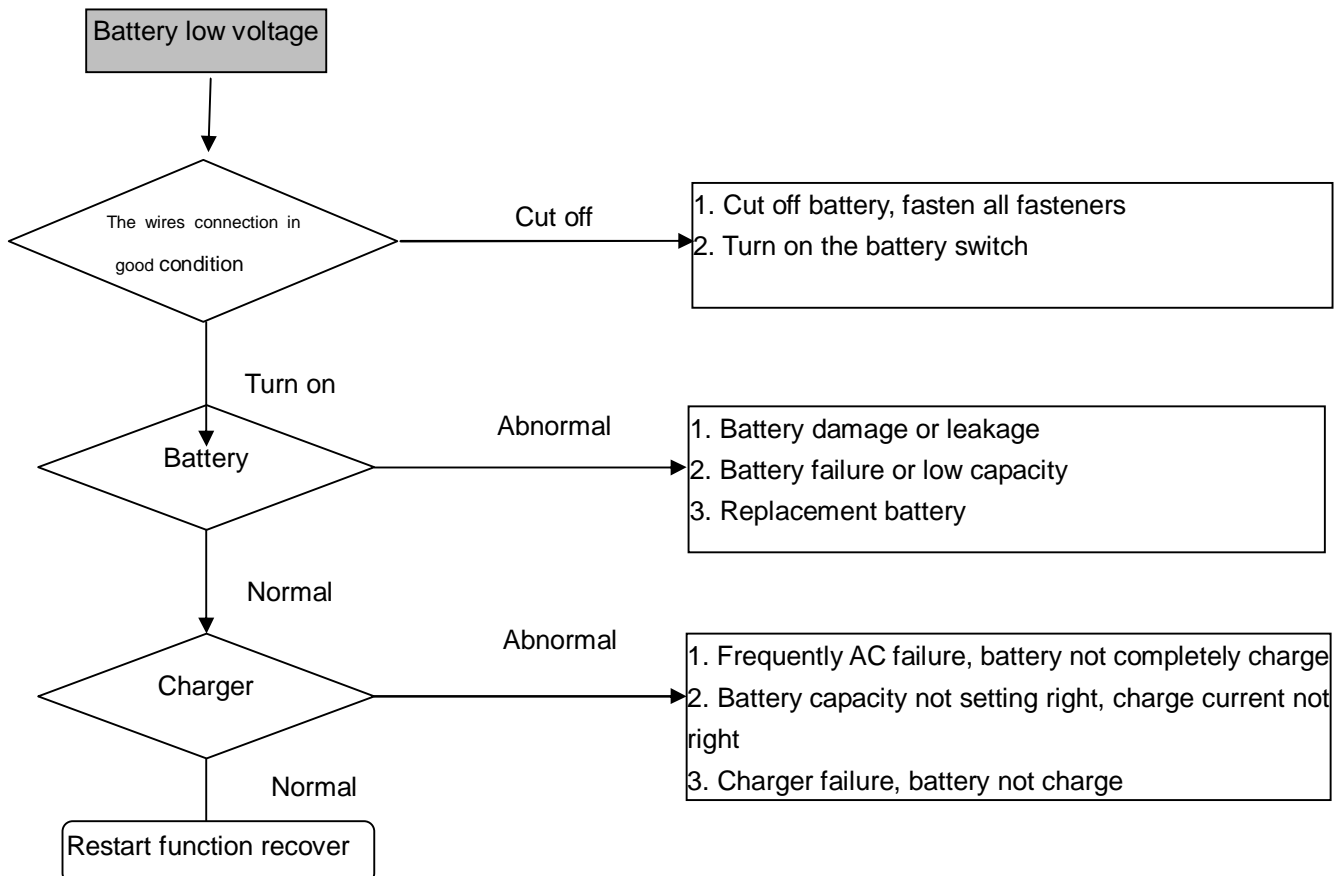 Battery low voltage
The wires connection in
good condition
Cut off
1. Cut off battery, fasten all fasteners
2. Turn on the battery switch
Turn on
Battery
Abnormal
1. Battery damage or leakage
2. Battery failure or low capacity
3. Replacement battery
Normal
Charger
Abnormal
1. Frequently AC failure, battery not completely charge
2. Battery capacity not setting right, charge current not
right
3. Charger failure, battery not charge
Normal
Restart function recover